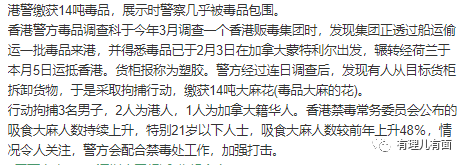 港警缴获14吨毒品，展示时警察几乎被毒品包围。
香港警方毒品调查科于今年3月调查一个香港贩毒集团时，发现集团正透过船运偷
运一批毒品来港，并得悉毒品已于2月3日在加拿大蒙特利尔出发，辗转经荷兰于
本月5日运抵香港。货柜报称为塑胶。警方经过连日调查后，发现有人从目标货柜
拆卸货物，于是采取拘捕行动，缴获14吨大麻花(毒品大麻的花)。
行动拘捕3名男子，2人为港人，1人为加拿大籍华人。香港禁毒常务委员会公布的
吸食大麻人数持续上升，特别21岁以下人士，吸食大麻人数较前年上升48%，情
况令人关注，警方会配合禁毒处工作，加强打击。
有理儿有面